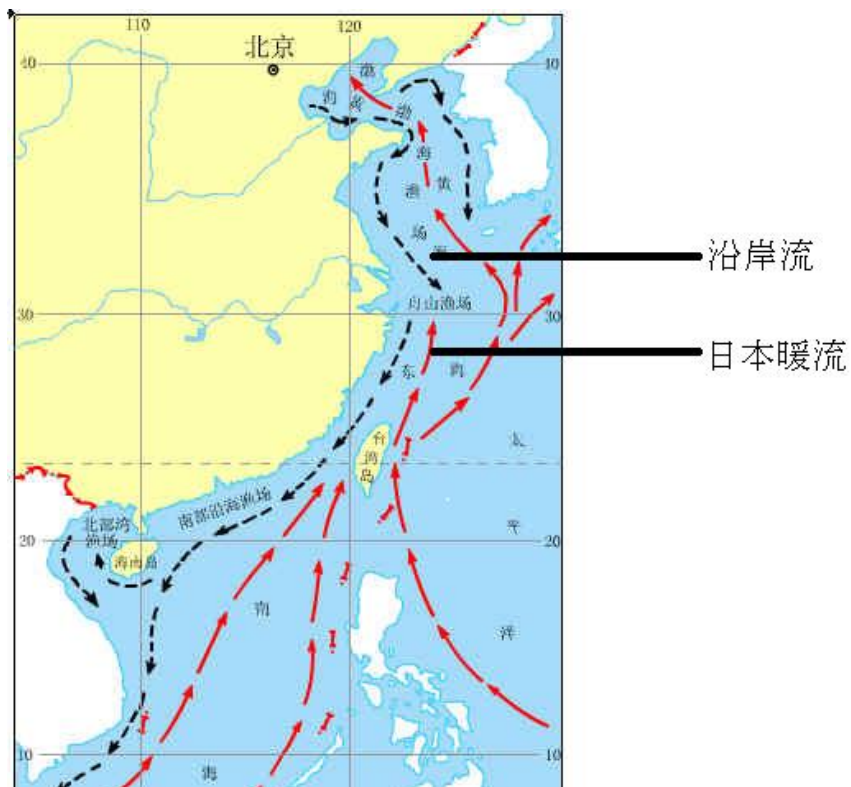 110
120
北京
40
40
渤
海
黄
渤
海
黄
渔
场
海
沿岸流
舟山渔场
30
30
日本暖流
东
海
太
台
湾
岛
南部沿海渔场
北部湾
渔场
海南岛
20
20
平
南
洋
10
10
海